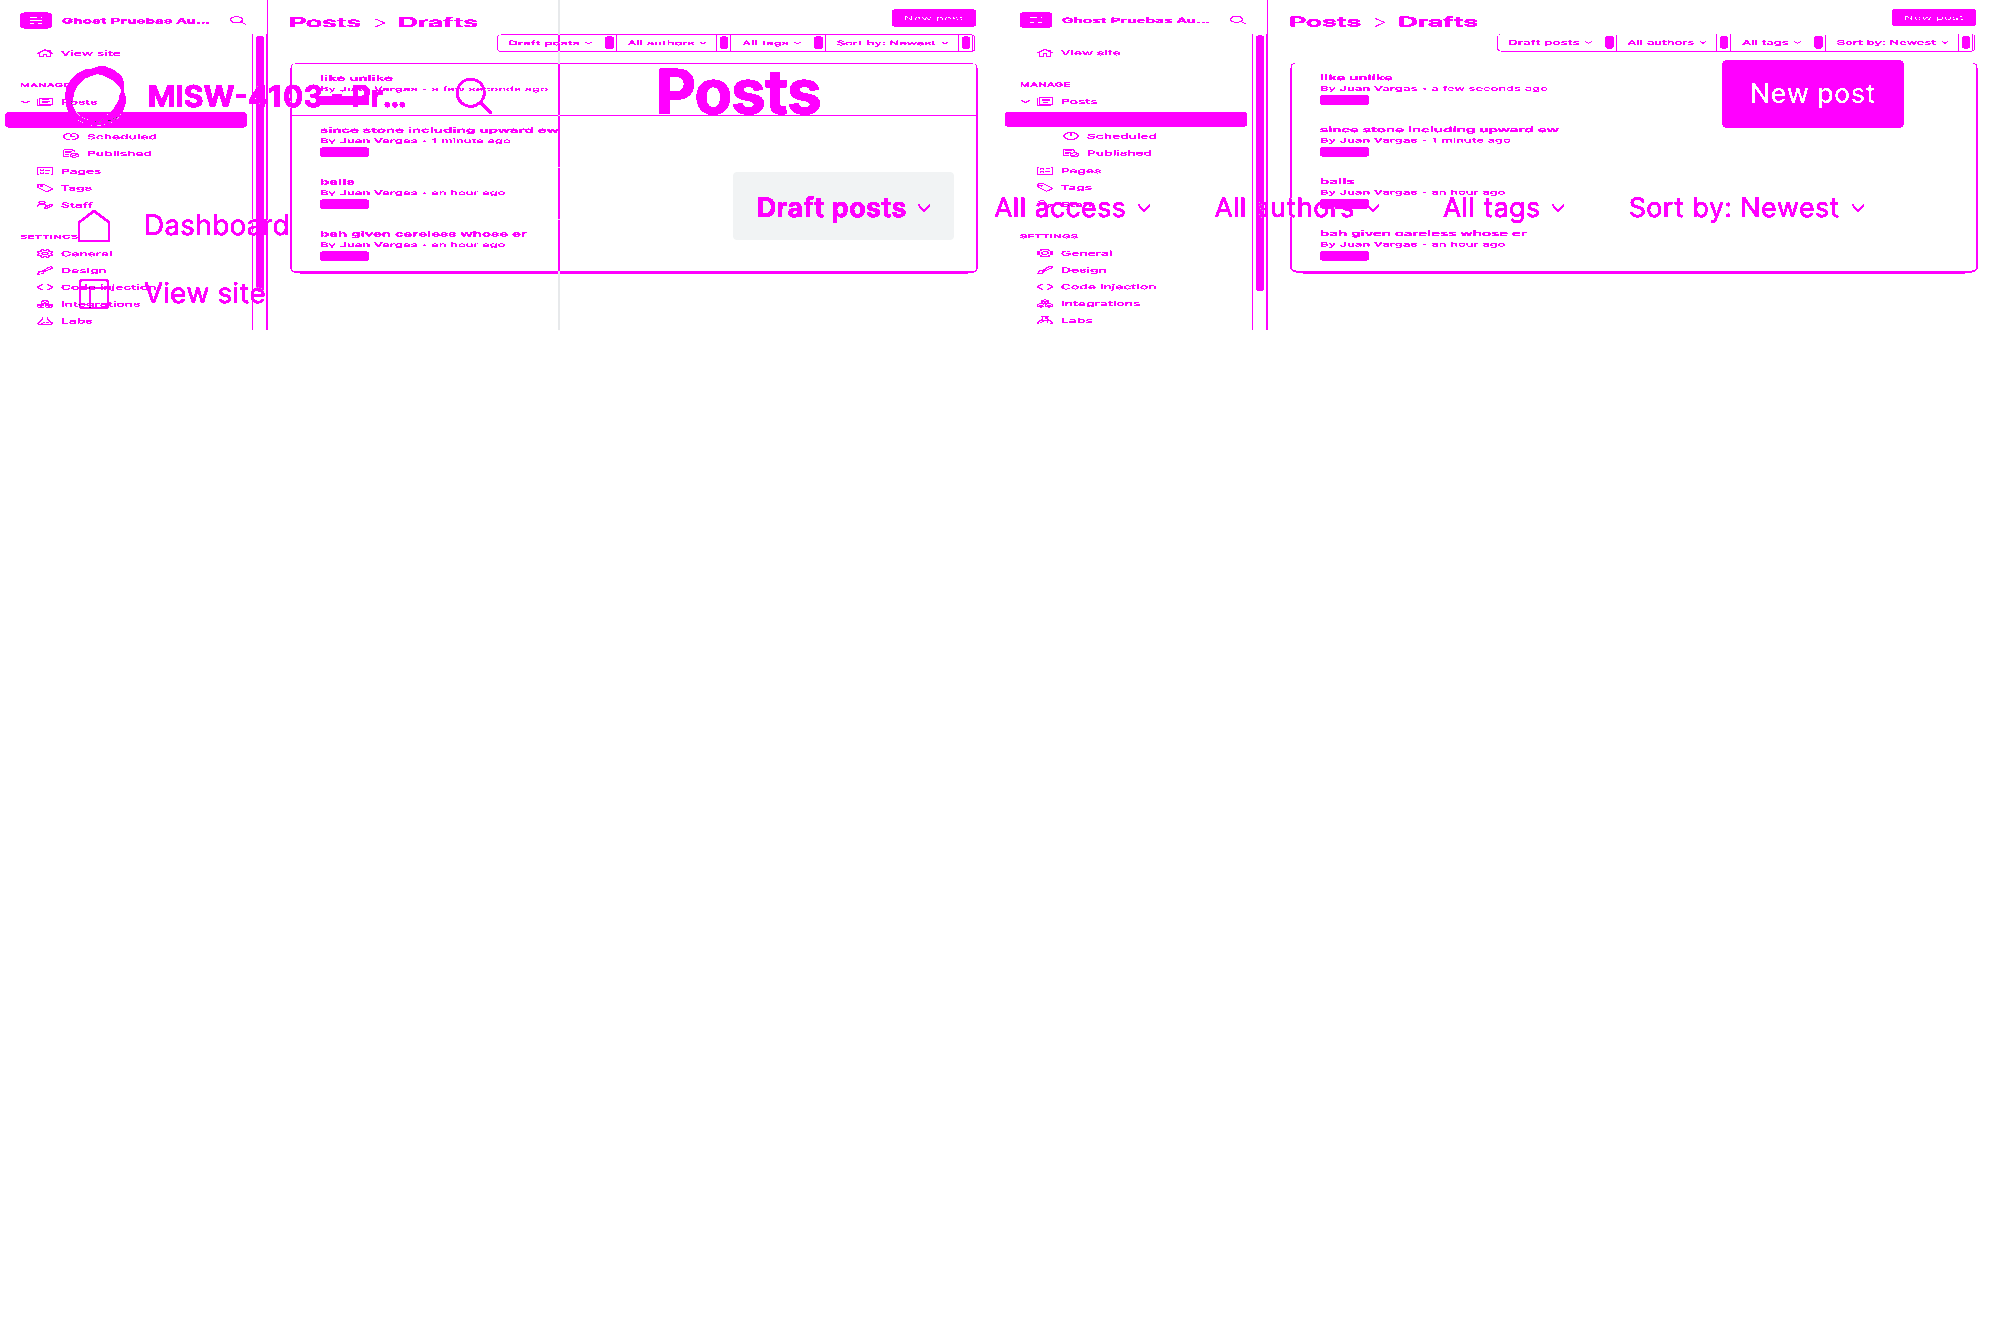 Ghost Pruebas Au...
Posts > Drafts
New post
Ghost Pruebas Au...
Posts > Drafts
New post
View site
Draft posts
All authors
All tags
Sort by: Newest
View site
Draft posts
All authors
All tags
Sort by: Newest
MANAGE
Posts
MISW-4103 - Pr...
like unlike
By Juan Vargas - a few seconds ago
Posts
MANAGE
Posts
like unlike
By Juan Vargas - a few seconds ago
New post
Scheduled
Published
Pages
Tags
Staff
since stone including upward ew
By Juan Vargas - 1 minute ago
balls
By Juan Vargas - an hour ago
Scheduled
Published
Pages
Tags
since stone including upward ew
By Juan Vargas - 1 minute ago
balls
By Juan Vargas - an hour ago
Dashboard
Draft posts
All access
All authors
All tags
Sort by: Newest
SETTINGS
General
Design
Code injection
Integrations
Labs
View site
bah given careless whose er
By Juan Vargas - an hour ago
SETTINGS
General
Design
Code injection
Integrations
Labs
bah given careless whose er
By Juan Vargas - an hour ago